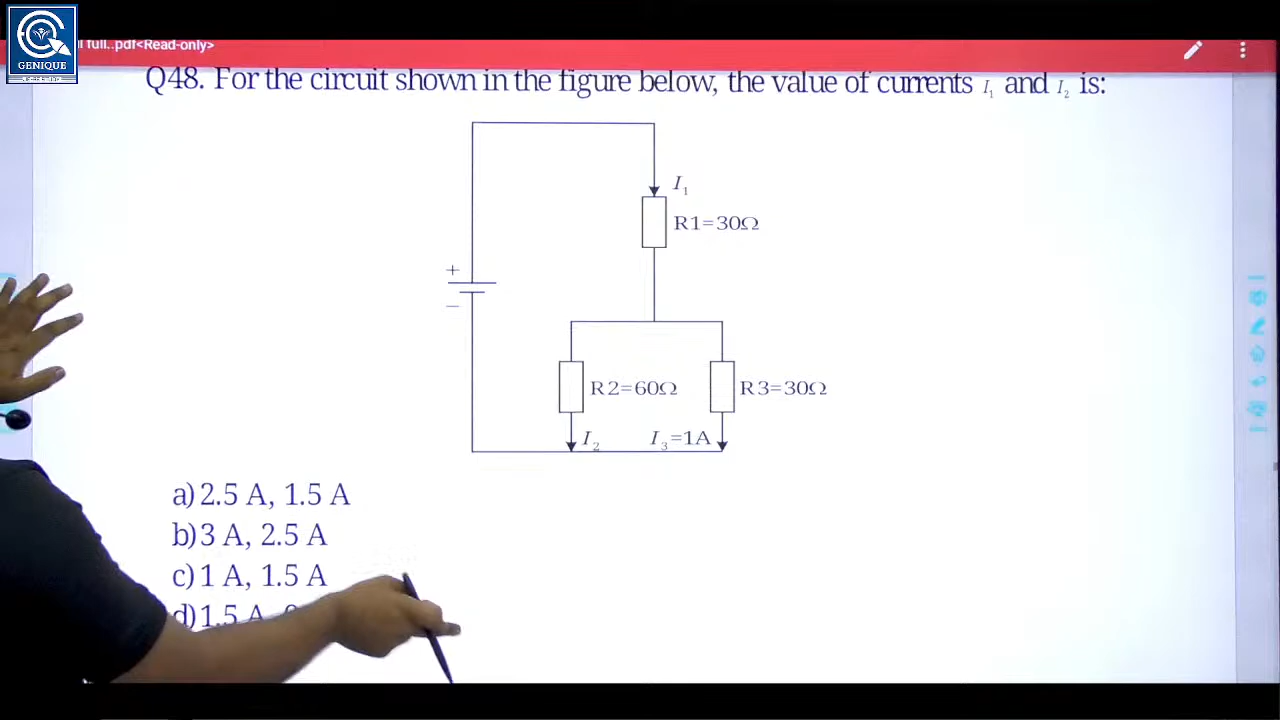 GENIQUE
full..pdf<Read-only>
Q48. For the circuit shown in the figure below, the value of currents I₁ and I₂ is:
I₁
R1=30Ω
+
−
R2=60Ω
R3=30Ω
I₂
I₃=1A
a) 2.5 A, 1.5 A
b) 3 A, 2.5 A
c) 1 A, 1.5 A
d) 1.5 A,